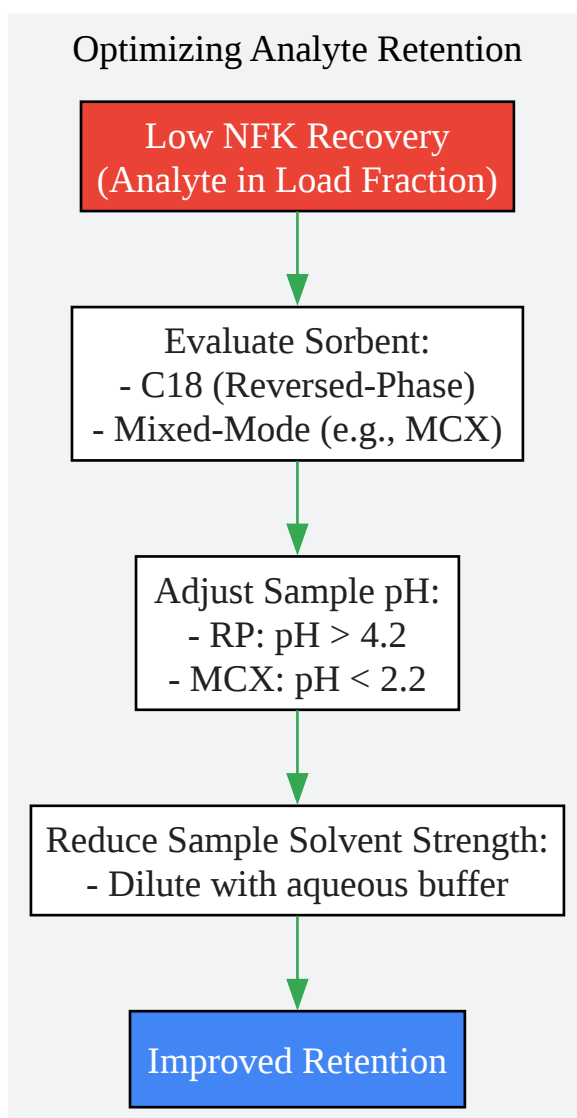 Optimizing Analyte Retention
Low NFK Recovery
(Analyte in Load Fraction)
Evaluate Sorbent:
- C18 (Reversed-Phase)
- Mixed-Mode (e.g., MCX)
Adjust Sample pH:
- RP: pH > 4.2
- MCX: pH < 2.2
Reduce Sample Solvent Strength:
- Dilute with aqueous buffer
Improved Retention